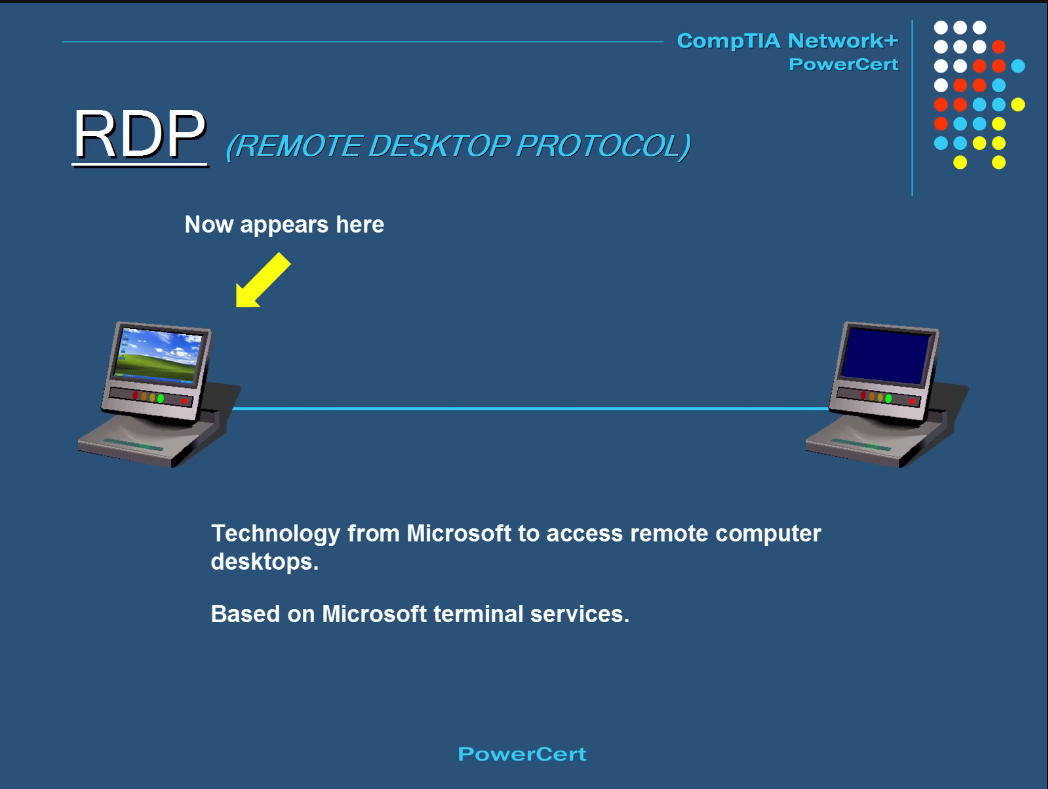 CompTIA Network+
PowerCert
RDP (REMOTE DESKTOP PROTOCOL)
Now appears here
Technology from Microsoft to access remote computer
desktops.
Based on Microsoft terminal services.
PowerCert